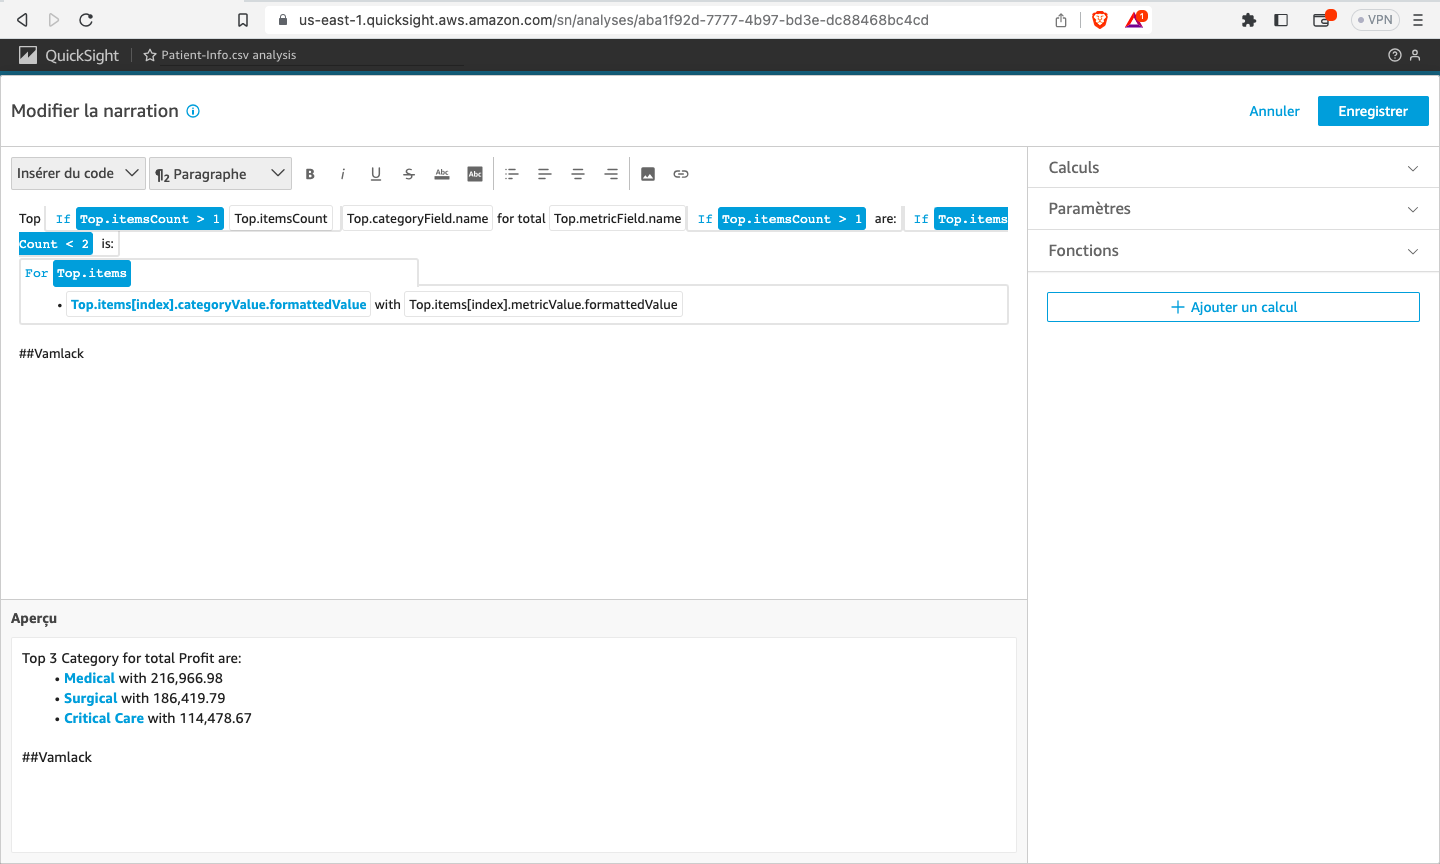 us-east-1.quicksight.aws.amazon.com/sn/analyses/aba1f92d-7777-4b97-bd3e-dc88468bc4cd
1
VPN
QuickSight
Patient-Info.csv analysis
Modifier la narration
Annuler
Enregistrer
Insérer du code
¶2 Paragraphe
B i U S Abc Abc
Top If Top.itemsCount > 1 Top.itemsCount Top.categoryField.name for total Top.metricField.name If Top.itemsCount > 1 are: If Top.items
Count < 2 is:
For Top.items
• Top.items[index].categoryValue.formattedValue with Top.items[index].metricValue.formattedValue
##Vamlack
Calculs
Paramètres
Fonctions
+ Ajouter un calcul
Aperçu
Top 3 Category for total Profit are:
• Medical with 216,966.98
• Surgical with 186,419.79
• Critical Care with 114,478.67
##Vamlack